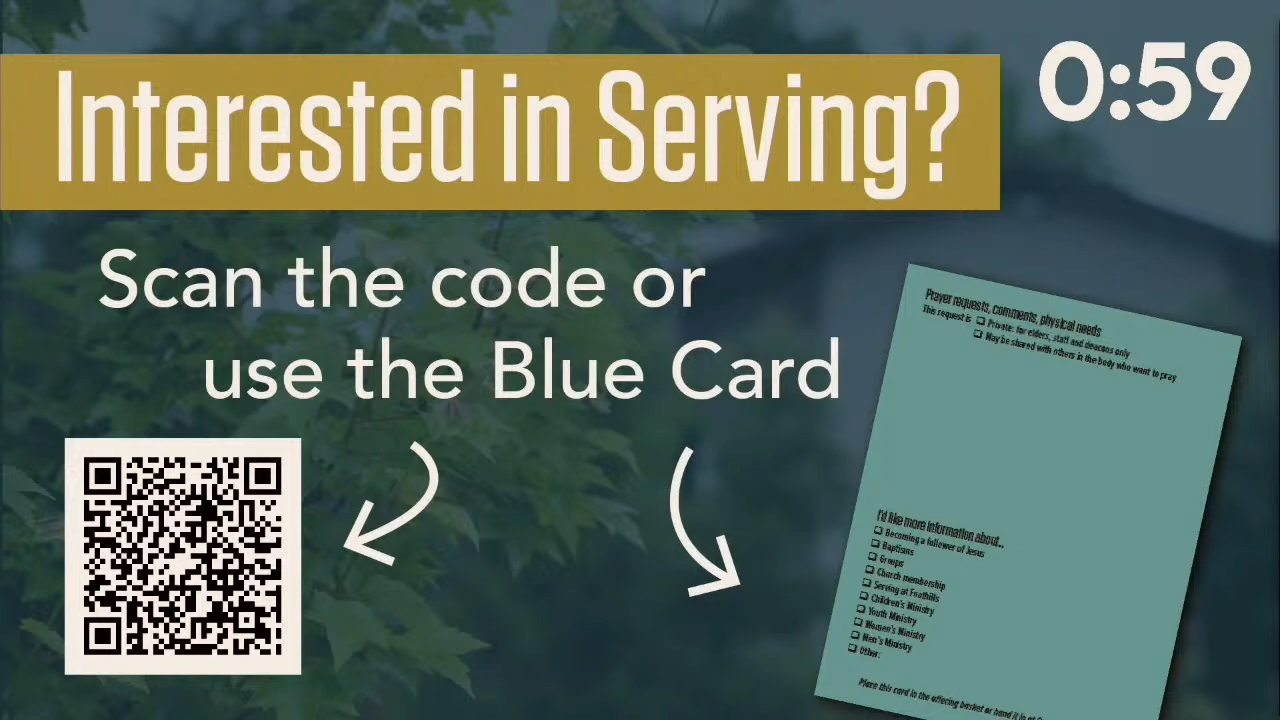 Interested in Serving?
0:59
Scan the code or
use the Blue Card
Prayer requests, comments, physical needs
This request is ❏ Private: for elders, staff and deacons only
❏ May be shared with others in the body who want to pray
I'd like more information about...
❏ Becoming a follower of Jesus
❏ Baptisms
❏ Groups
❏ Church membership
❏ Serving at Foothills
❏ Children's Ministry
❏ Youth Ministry
❏ Women's Ministry
❏ Men's Ministry
❏ Other:
Place this card in the offering basket or hand it in at